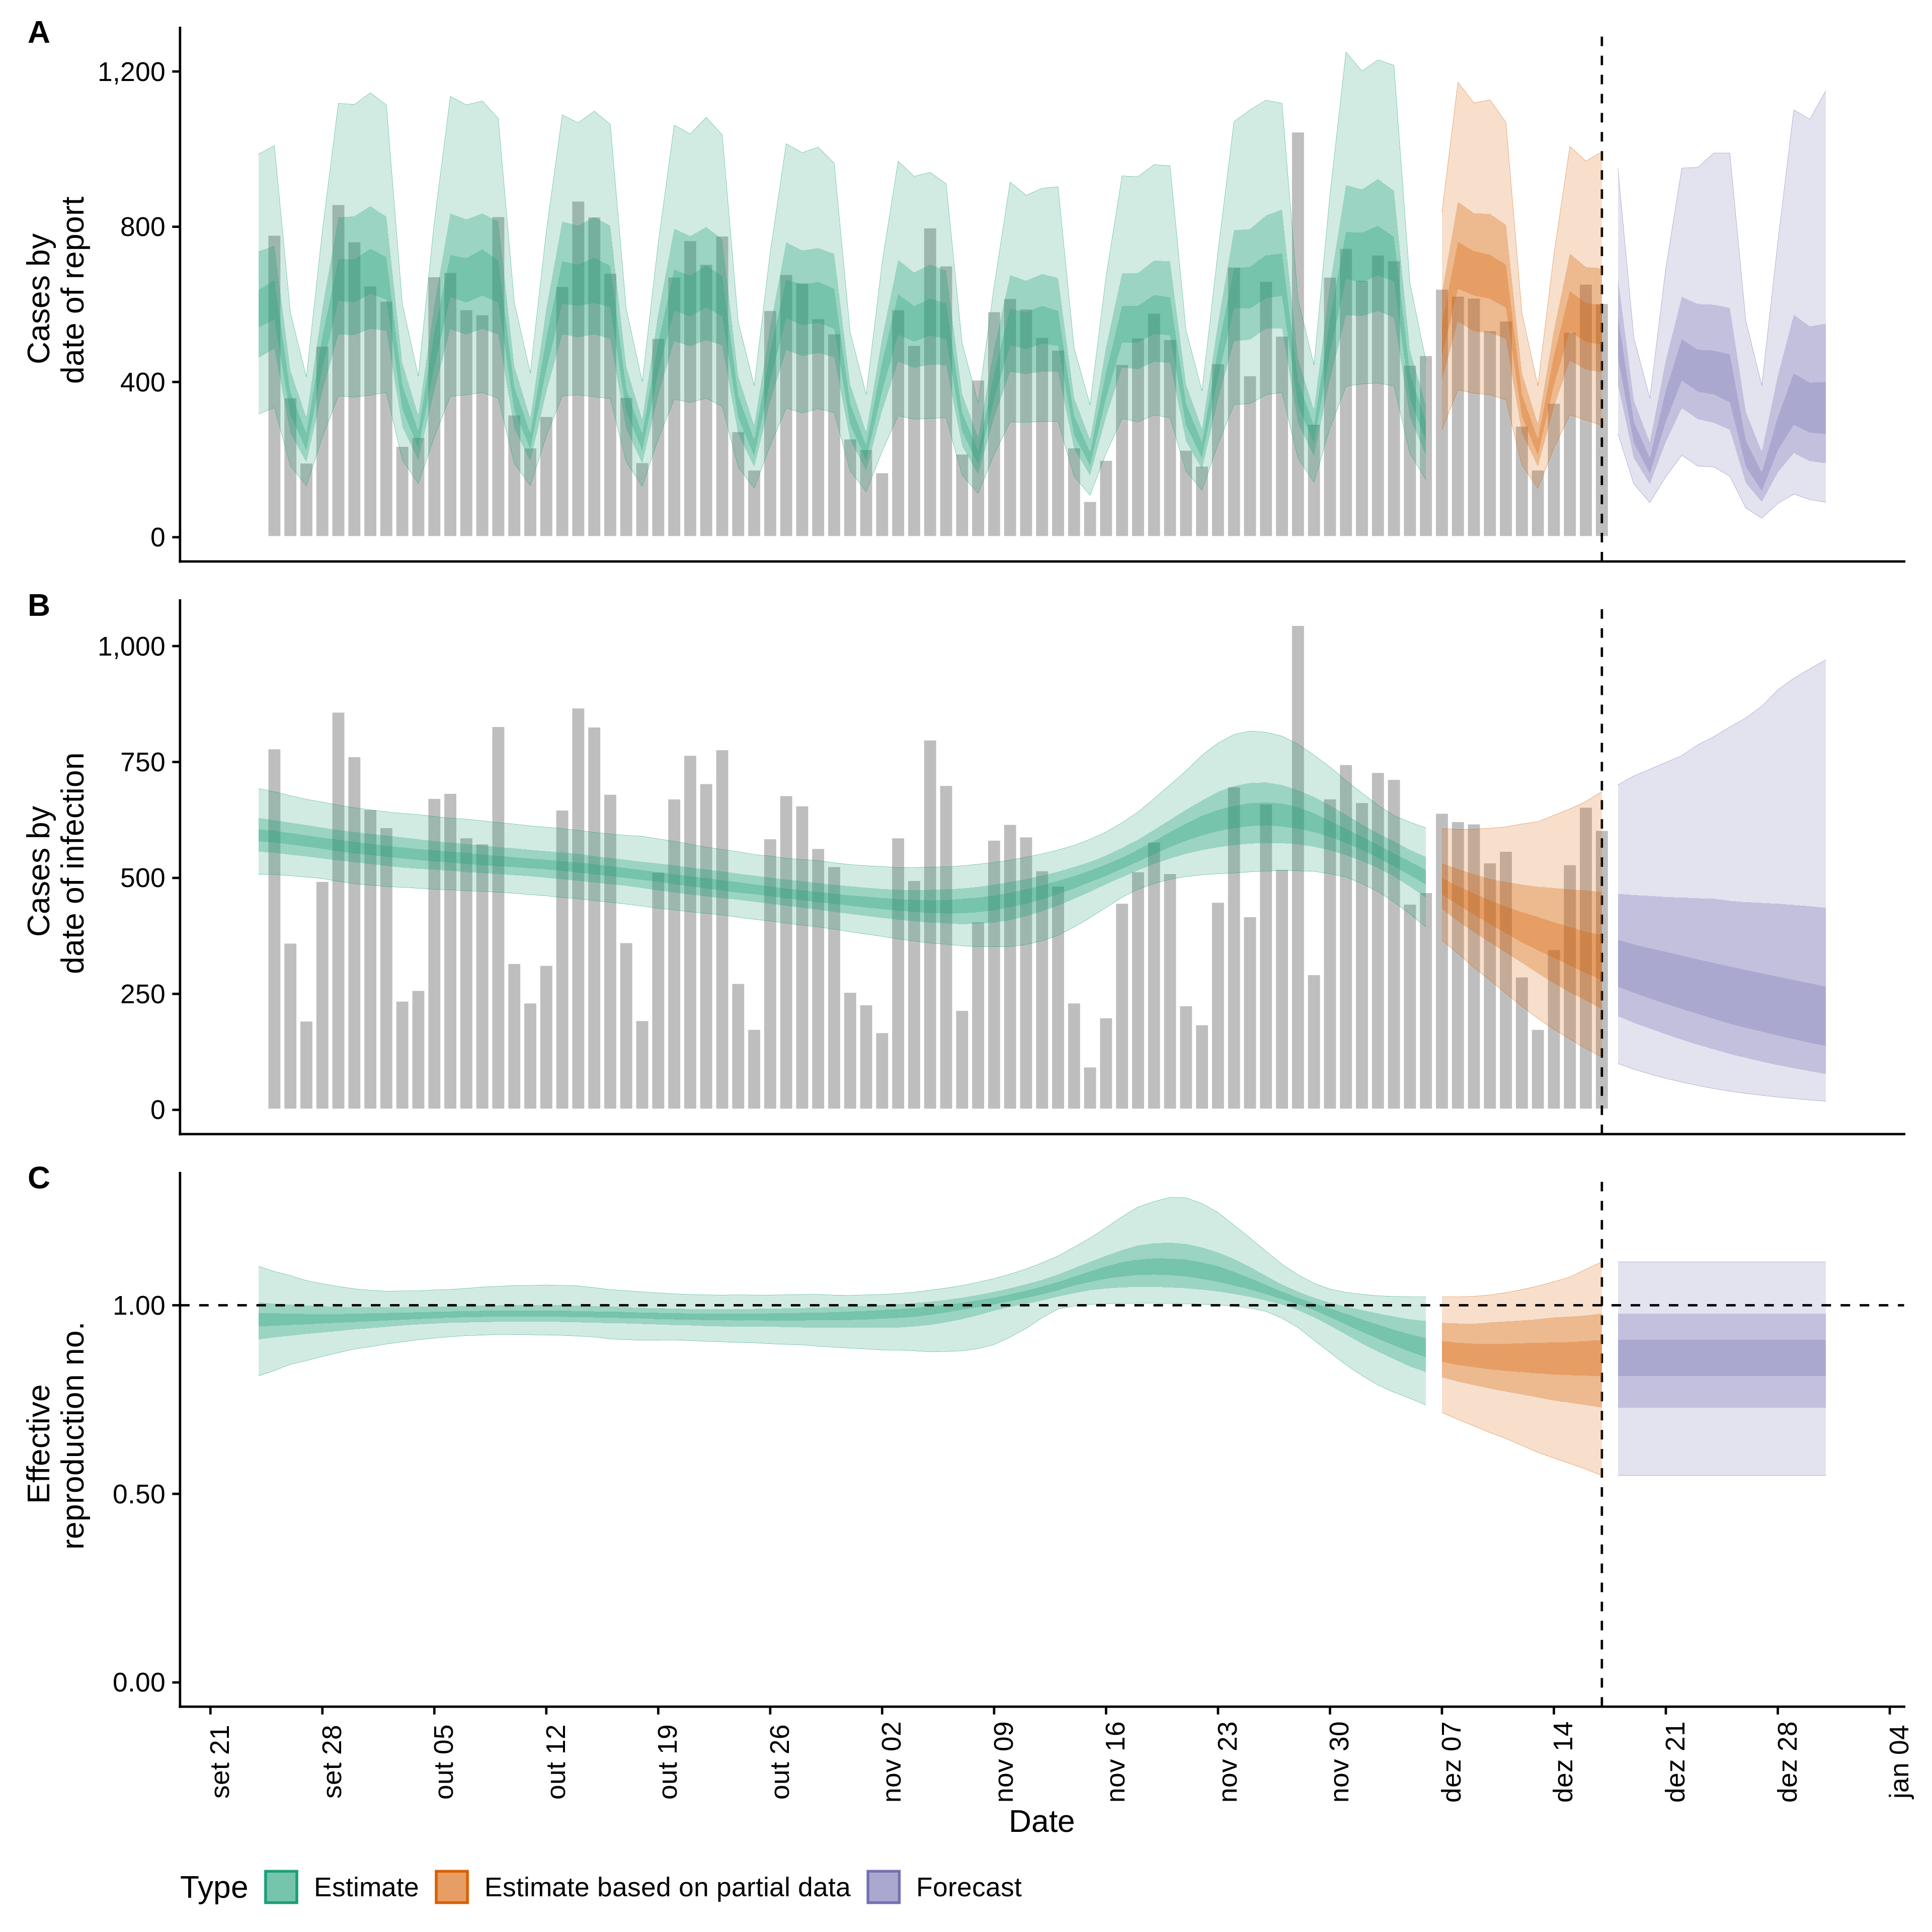 A
1,200
800
400
0
Cases by
date of report
B
1,000
750
500
250
0
Cases by
date of infection
C
1.00
0.50
0.00
Effective
reproduction no.
set 21
set 28
out 05
out 12
out 19
out 26
nov 02
nov 09
nov 16
nov 23
nov 30
dez 07
dez 14
dez 21
dez 28
jan 04
Date
Type Estimate Estimate based on partial data Forecast